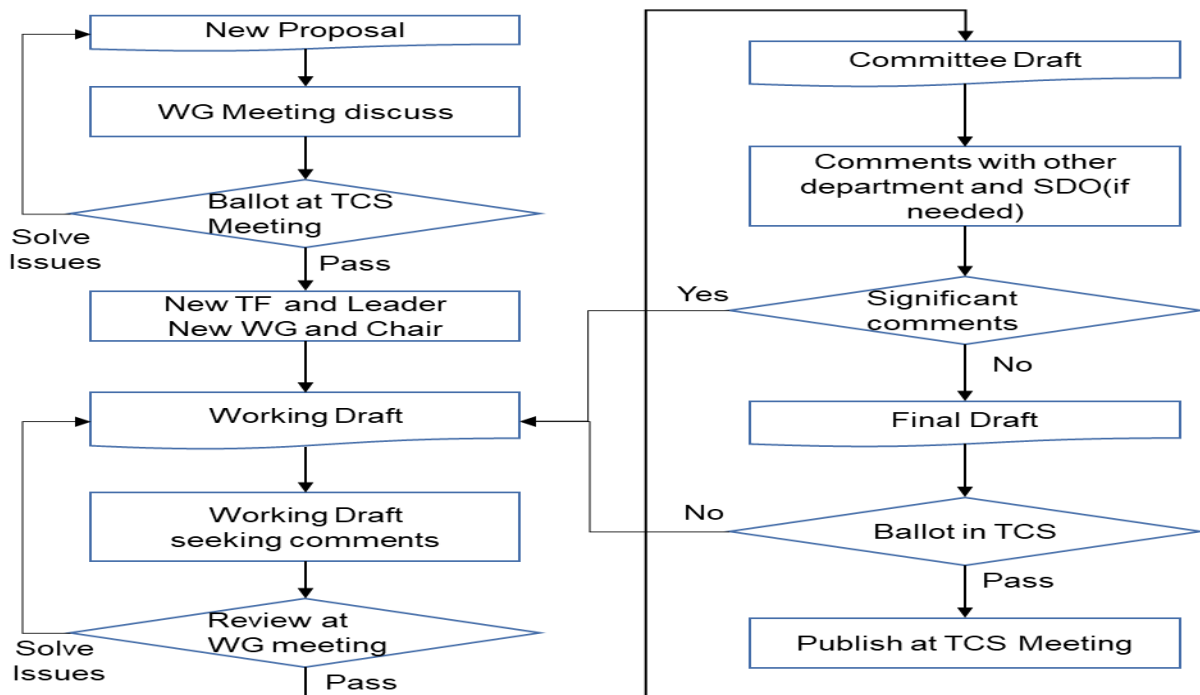 New Proposal
WG Meeting discuss
Ballot at TCS
Meeting
Solve
Issues
Pass
New TF and Leader
New WG and Chair
Working Draft
Working Draft
seeking comments
Review at
WG meeting
Solve
Issues
Pass
Committee Draft
Comments with other
department and SDO(if
needed)
Yes
Significant
comments
No
Final Draft
No
Ballot in TCS
Pass
Publish at TCS Meeting